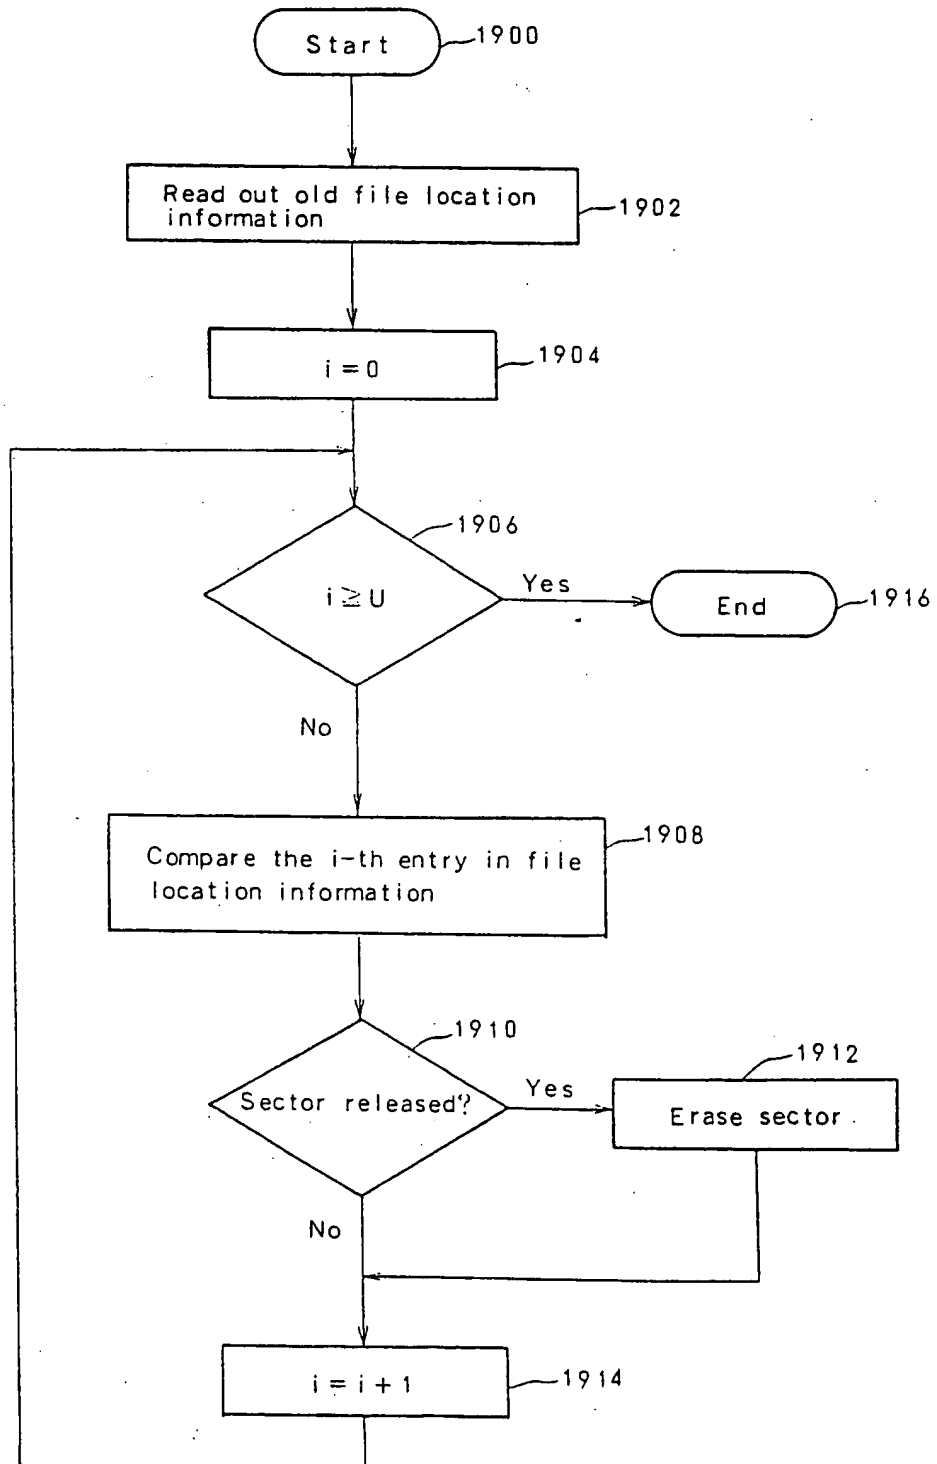 Start
1900
Read out old file location
information
1902
i=0
1904
1906
i≧U
Yes
End
1916
No
Compare the i-th entry in file
location information
1908
1910
Sector released?
Yes
1912
Erase sector
No
i=i+1
1914